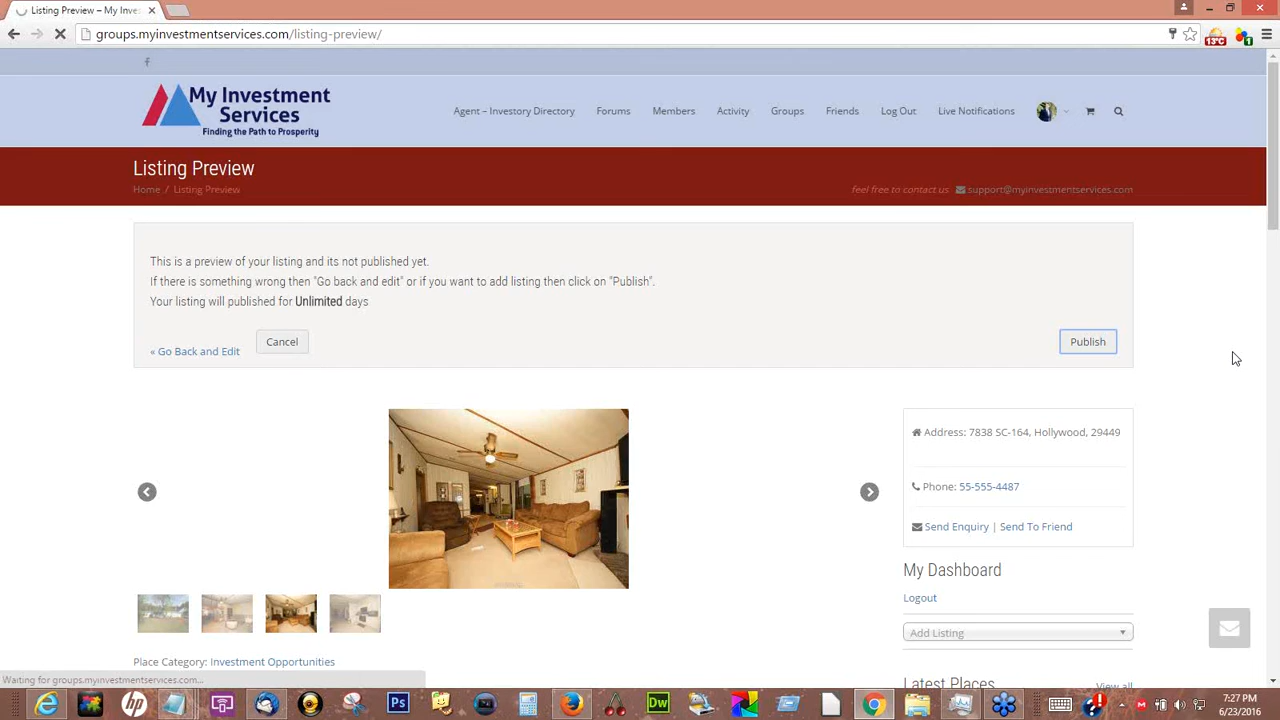 Listing Preview – My Inve
groups.myinvestmentservices.com/listing-preview/
13°C
1
My Investment
Services
Finding the Path to Prosperity
Agent – Investory Directory
Forums
Members
Activity
Groups
Friends
Log Out
Live Notifications
Listing Preview
Home / Listing Preview
feel free to contact us support@myinvestmentservices.com
This is a preview of your listing and its not published yet.
If there is something wrong then "Go back and edit" or if you want to add listing then click on "Publish".
Your listing will published for Unlimited days
« Go Back and Edit
Cancel
Publish
Address: 7838 SC-164, Hollywood, 29449
Phone: 55-555-4487
Send Enquiry | Send To Friend
My Dashboard
Logout
Add Listing
Latest Places
View all
Place Category: Investment Opportunities
Waiting for groups.myinvestmentservices.com...
hp
Ps
Dw
7:27 PM
6/23/2016